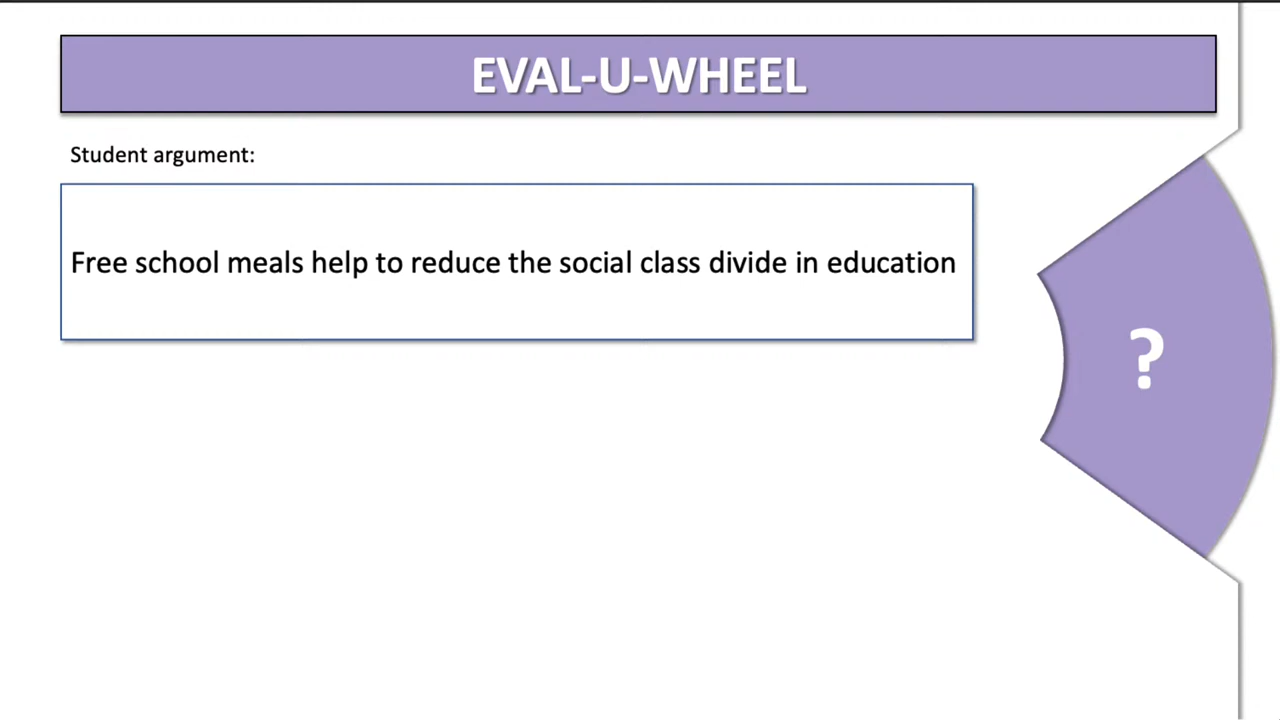 EVAL-U-WHEEL
Student argument:
Free school meals help to reduce the social class divide in education
?